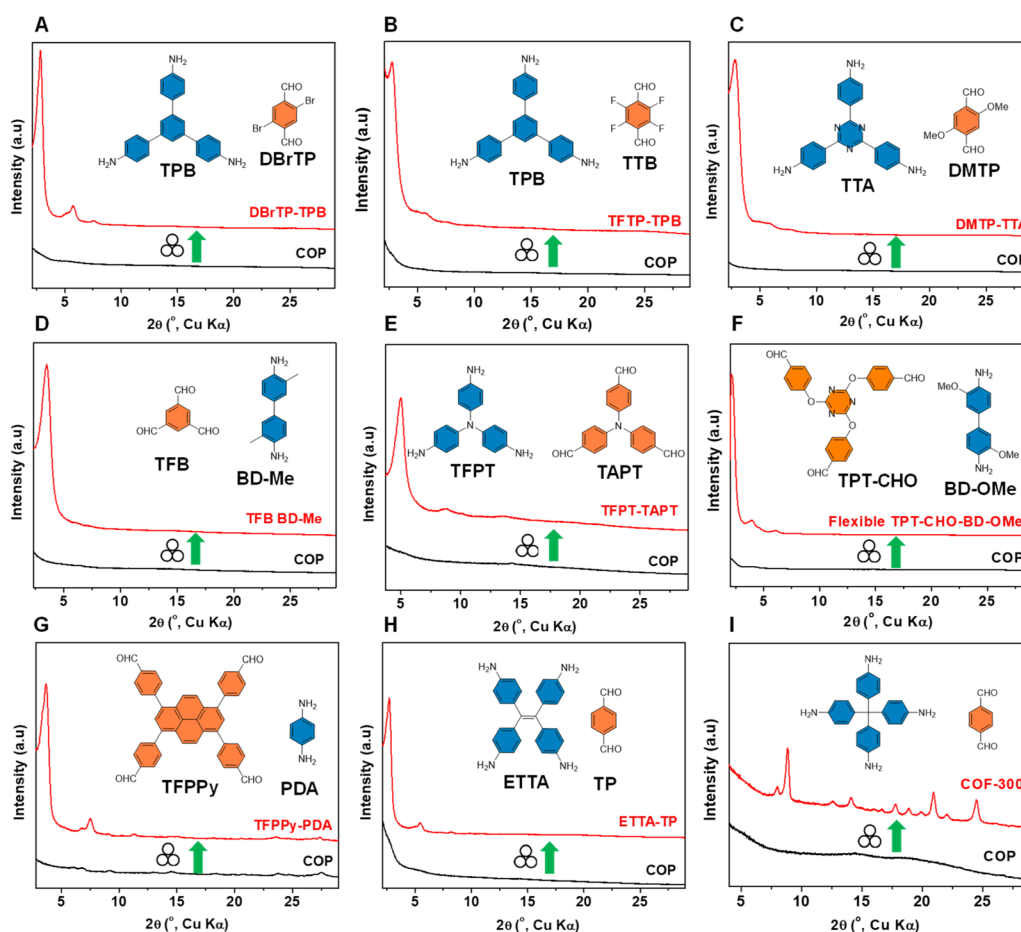 A
Intensity (a.u)
NH₂
H₂N
NH₂
TPB
CHO
Br
Br
CHO
DBrTP
DBrTP-TPB
COP
5 10 15 20 25
2θ (°, Cu Kα)
B
Intensity (a.u)
NH₂
H₂N
NH₂
TPB
CHO
F F
F F
CHO
TTB
TFTP-TPB
COP
5 10 15 20 25
2θ (°, Cu Kα)
C
Intensity (a.u)
NH₂
N N
N
H₂N
NH₂
TTA
CHO
OMe
MeO
CHO
DMTP
DMTP-TTA
COP
5 10 15 20 25
2θ (°, Cu Kα)
D
Intensity (a.u)
CHO
OHC
CHO
TFB
NH₂
NH₂
BD-Me
TFB BD-Me
COP
5 10 15 20 25
2θ (°, Cu Kα)
E
Intensity (a.u)
NH₂
N
H₂N
NH₂
TFPT
CHO
N
OHC
CHO
TAPT
TFPT-TAPT
COP
5 10 15 20 25
2θ (°, Cu Kα)
F
Intensity (a.u)
OHC
CHO
O
N
O
N N
O
OHC
TPT-CHO
NH₂
MeO
OMe
NH₂
BD-OMe
Flexible TPT-CHO-BD-OMe
COP
5 10 15 20 25
2θ (°, Cu Kα)
G
Intensity (a.u)
OHC
CHO
OHC
CHO
TFPPy
NH₂
NH₂
PDA
TFPPy-PDA
COP
5 10 15 20 25
2θ (°, Cu Kα)
H
Intensity (a.u)
H₂N
NH₂
H₂N
NH₂
ETTA
CHO
CHO
TP
ETTA-TP
COP
5 10 15 20 25
2θ (°, Cu Kα)
I
Intensity (a.u)
NH₂
NH₂
NH₂
NH₂
CHO
CHO
COF-300
COP
5 10 15 20 25
2θ (°, Cu Kα)